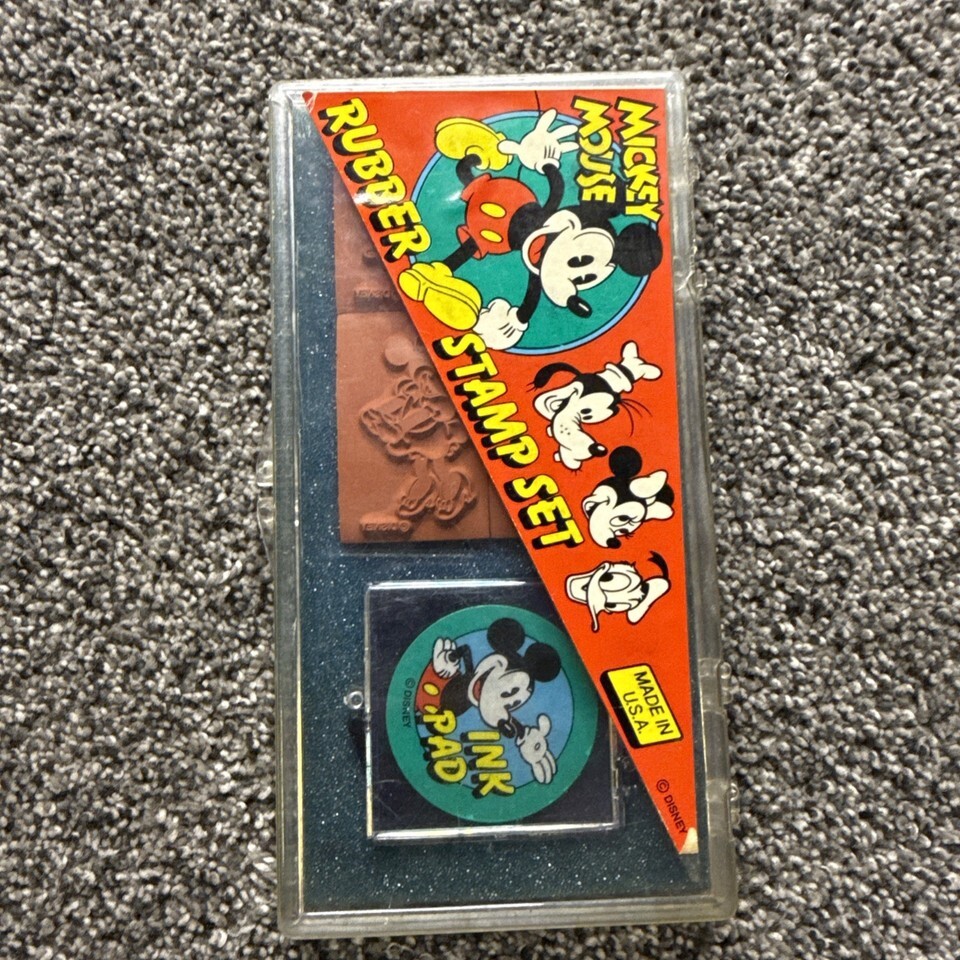 MICKEY
MOUSE
RUBBER STAMP SET
MADE IN
U.S.A.
© DISNEY
INK
PAD
© DISNEY